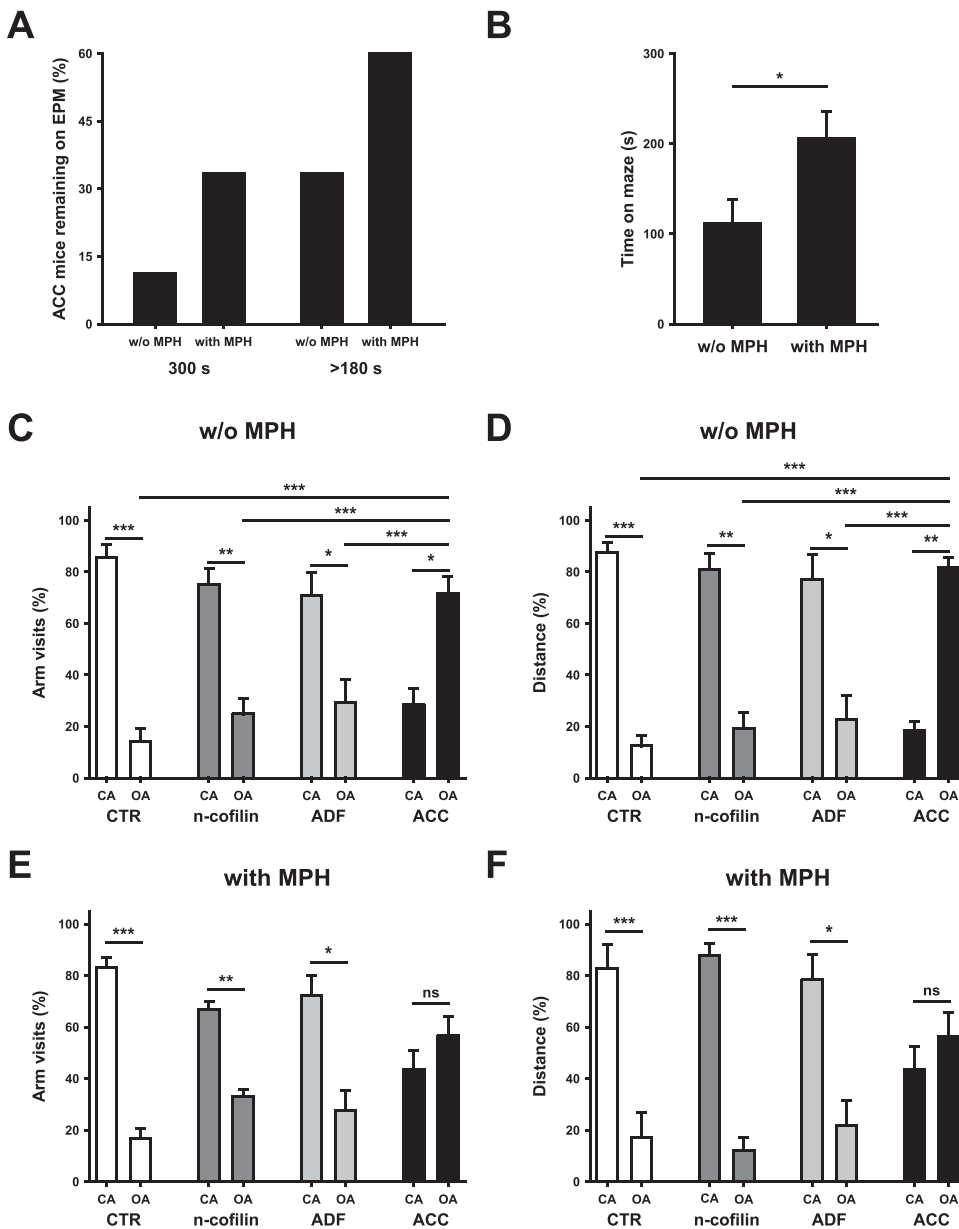 A
ACC mice remaining on EPM (%)
60
45
30
15
0
w/o MPH with MPH w/o MPH with MPH
300 s >180 s
B
Time on maze (s)
300
200
100
0
*
w/o MPH with MPH
C
w/o MPH
Arm visits (%)
100
80
60
40
20
0
***
***
***
*** ** * *
CA OA CA OA CA OA CA OA
CTR n-cofilin ADF ACC
D
w/o MPH
Distance (%)
100
80
60
40
20
0
***
***
***
*** ** * **
CA OA CA OA CA OA CA OA
CTR n-cofilin ADF ACC
E
with MPH
Arm visits (%)
100
80
60
40
20
0
*** ** * ns
CA OA CA OA CA OA CA OA
CTR n-cofilin ADF ACC
F
with MPH
Distance (%)
100
80
60
40
20
0
*** *** * ns
CA OA CA OA CA OA CA OA
CTR n-cofilin ADF ACC